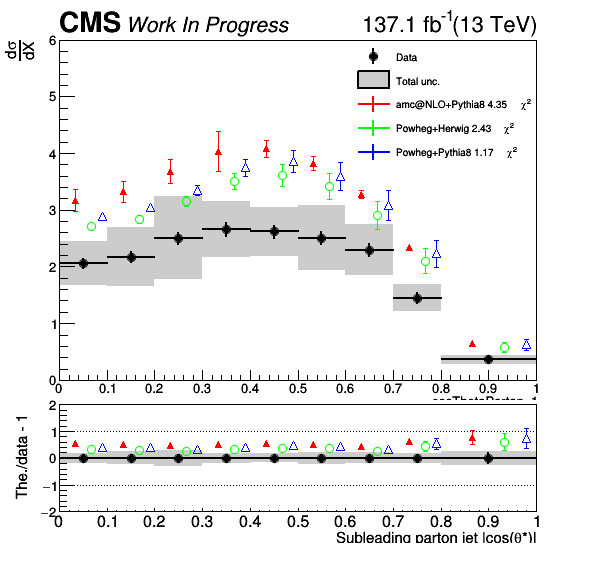 CMS Work In Progress 137.1 fb-1(13 TeV)
dσ
dX
6
5
4
3
2
1
0
Data
Total unc.
amc@NLO+Pythia8 4.35 χ2
Powheg+Herwig 2.43 χ2
Powheg+Pythia8 1.17 χ2
0 0.1 0.2 0.3 0.4 0.5 0.6 0.7 0.8 0.9 1
cosThetaParton_1
The./data - 1
2
1
0
−1
−2
0 0.1 0.2 0.3 0.4 0.5 0.6 0.7 0.8 0.9 1
Subleading parton jet |cos(θ*)|